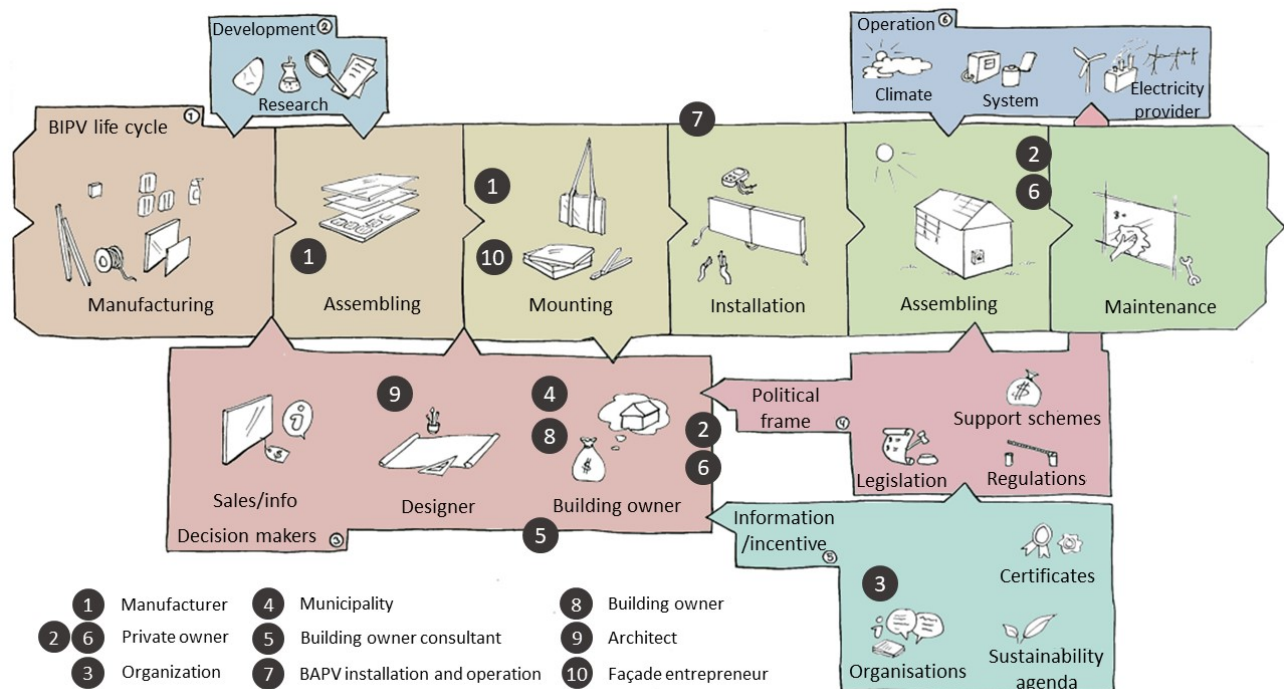 Development 2
Research
Operation 6
Climate
System
Electricity
provider
BIPV life cycle 1
7
2
6
1
1
10
Manufacturing
Assembling
Mounting
Installation
Assembling
Maintenance
9
4
8
2
6
Sales/info
Designer
Building owner
Decision makers 3
5
Political
frame 4
Support schemes
Legislation
Regulations
Information
/incentive 5
Certificates
3
Organisations
Sustainability
agenda
1 Manufacturer
2 6 Private owner
3 Organization
4 Municipality
5 Building owner consultant
7 BAPV installation and operation
8 Building owner
9 Architect
10 Façade entrepreneur